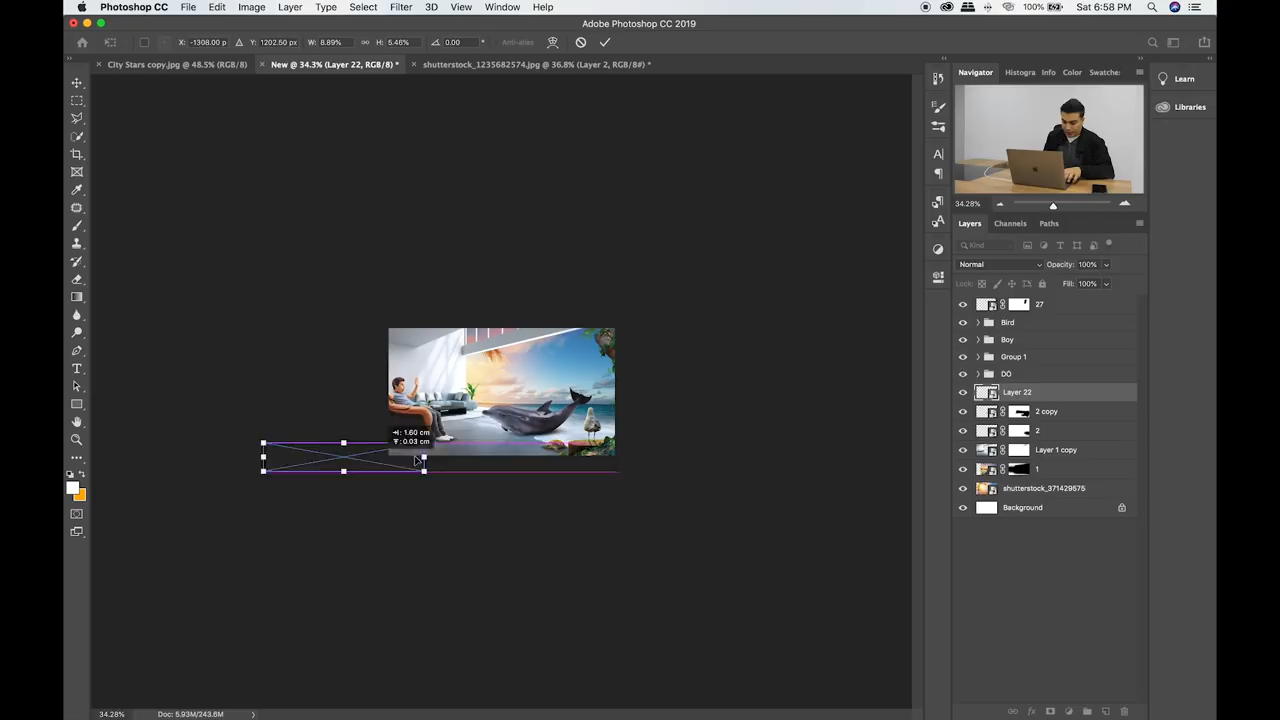 Photoshop CC File Edit Image Layer Type Select Filter 3D View Window Help 100% Sat 6:58 PM
Adobe Photoshop CC 2019
X: -1308.00 p Y: 1202.50 px W: 8.89% H: 5.46% 0.00 ° Anti-alias
City Stars copy.jpg @ 48.5% (RGB/8) New @ 34.3% (Layer 22, RGB/8) * shutterstock_1235682574.jpg @ 36.8% (Layer 2, RGB/8#) *
Navigator Histogra Info Color Swatche
Learn
Libraries
34.28%
Layers Channels Paths
Kind
Normal Opacity: 100%
Lock: Fill: 100%
27
Bird
Boy
Group 1
DO
Layer 22
2 copy
2
Layer 1 copy
1
shutterstock_371429575
Background
: 1.60 cm
: 0.03 cm
34.28% Doc: 5.93M/243.6M